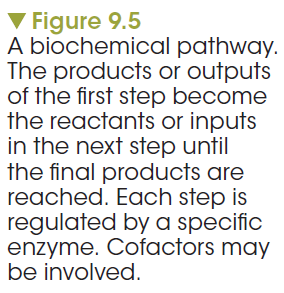 ▼ Figure 9.5
A biochemical pathway.
The products or outputs
of the first step become
the reactants or inputs
in the next step until
the final products are
reached. Each step is
regulated by a specific
enzyme. Cofactors may
be involved.